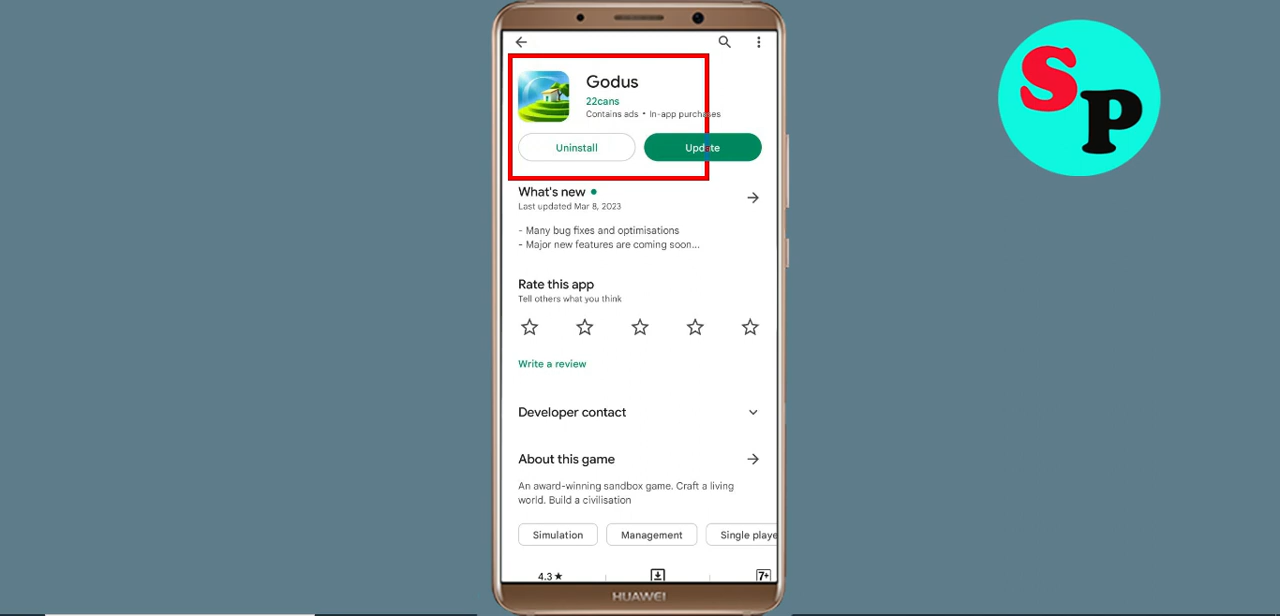 Godus
22cans
Contains ads • In-app purchases
Uninstall
Update
What's new
Last updated Mar 8, 2023
- Many bug fixes and optimisations
- Major new features are coming soon...
Rate this app
Tell others what you think
Write a review
Developer contact
About this game
An award-winning sandbox game. Craft a living
world. Build a civilisation
Simulation
Management
Single playe
4.3★
7+
HUAWEI
SP